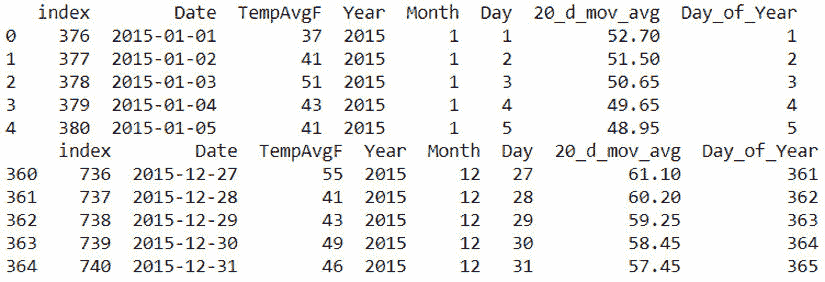 index Date TempAvgF Year Month Day 20_d_mov_avg Day_of_Year
0 376 2015-01-01 37 2015 1 1 52.70 1
1 377 2015-01-02 41 2015 1 2 51.50 2
2 378 2015-01-03 51 2015 1 3 50.65 3
3 379 2015-01-04 43 2015 1 4 49.65 4
4 380 2015-01-05 41 2015 1 5 48.95 5
index Date TempAvgF Year Month Day 20_d_mov_avg Day_of_Year
360 736 2015-12-27 55 2015 12 27 61.10 361
361 737 2015-12-28 41 2015 12 28 60.20 362
362 738 2015-12-29 43 2015 12 29 59.25 363
363 739 2015-12-30 49 2015 12 30 58.45 364
364 740 2015-12-31 46 2015 12 31 57.45 365